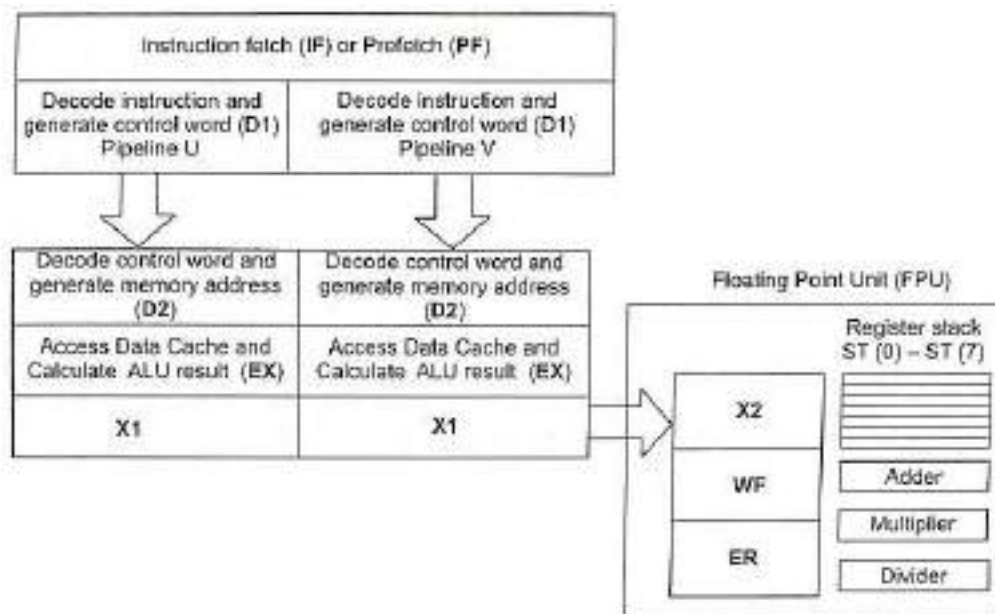 Instruction fetch (IF) or Prefetch (PF)
Decode instruction and
generate control word (D1)
Pipeline U
Decode instruction and
generate control word (D1)
Pipeline V
Decode control word and
generate memory address
(D2)
Decode control word and
generate memory address
(D2)
Access Data Cache and
Calculate ALU result (EX)
Access Data Cache and
Calculate ALU result (EX)
X1
X1
Floating Point Unit (FPU)
Register stack
ST (0) – ST (7)
X2
WF
ER
Adder
Multiplier
Divider